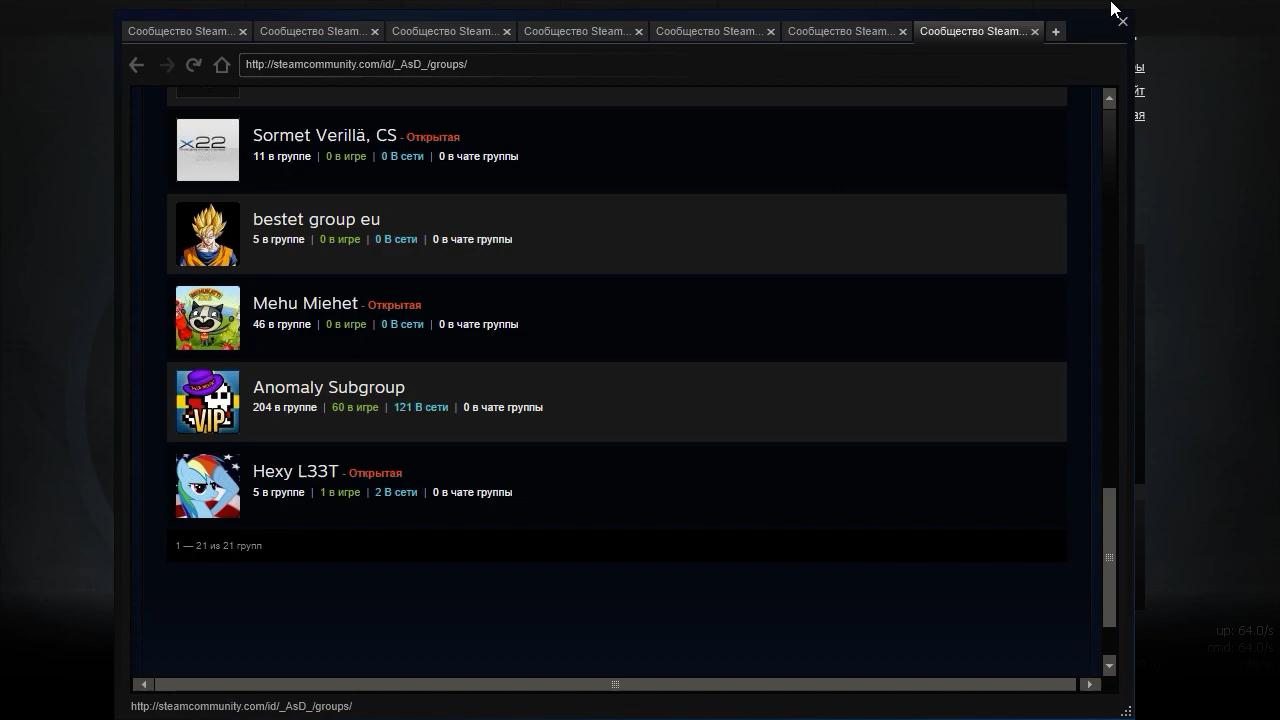 Сообщество Steam... Сообщество Steam... Сообщество Steam... Сообщество Steam... Сообщество Steam... Сообщество Steam... Сообщество Steam...
http://steamcommunity.com/id/_AsD_/groups/
x22
Sormet Verillä, CS - Открытая
11 в группе | 0 в игре | 0 В сети | 0 в чате группы
bestet group eu
5 в группе | 0 в игре | 0 В сети | 0 в чате группы
Mehu Miehet - Открытая
46 в группе | 0 в игре | 0 В сети | 0 в чате группы
Anomaly Subgroup
204 в группе | 60 в игре | 121 В сети | 0 в чате группы
VIP
Hexy L33T - Открытая
5 в группе | 1 в игре | 2 В сети | 0 в чате группы
1 — 21 из 21 групп
up: 64.0/s
cmd: 64.0/s
http://steamcommunity.com/id/_AsD_/groups/